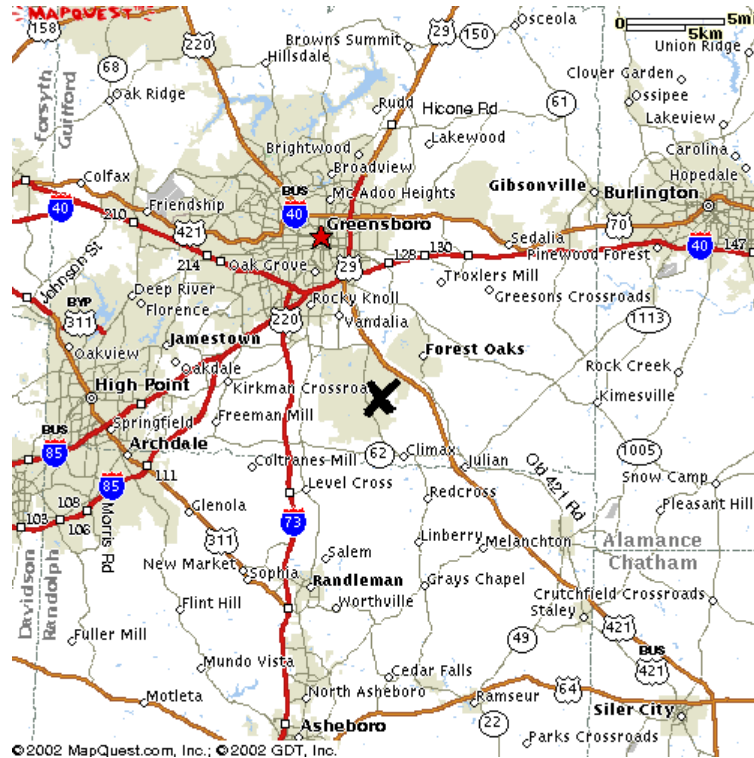 MAPQUEST
Osceola
0 5mi
5km
158
220
29
150
Browns Summit
Union Ridge
Hillsdale
68
Clover Garden
Forsyth
Guilford
Oak Ridge
Rudd
Hicone Rd
61
Ossipee
Lakeview
Lakewood
Brightwood
Carolina
Broadview
Hopedale
Colfax
BUS
Mc Adoo Heights
Gibsonville
Burlington
40
Friendship
40
210
421
Greensboro
70
Sedalia
128
130
40
147
Pinewood Forest
214
Oak Grove
29
Johnson St
Troxlers Mill
Greesons Crossroads
Deep River
BYP
Florence
Rocky Knoll
311
220
Vandalia
1113
Jamestown
Oakview
Forest Oaks
Oakdale
Rock Creek
High Point
Kirkman Crossroa
Kimesville
Springfield
Freeman Mill
BUS
Archdale
62
Climax
1005
85
111
Coltranes Mill
Julian
Old 421 Rd
Snow Camp
85
Level Cross
Redcross
108
Glenola
Pleasant Hill
103
106
Morris Rd
73
311
Linberry
Melanchton
Alamance
Chatham
Salem
New Market
Sophia
Randleman
Grays Chapel
Crutchfield Crossroads
Davidson
Randolph
Flint Hill
Worthville
Staley
421
Fuller Mill
49
BUS
421
Mundo Vista
Cedar Falls
64
Motleta
North Asheboro
Ramseur
Siler City
Asheboro
22
Parks Crossroads
©2002 MapQuest.com, Inc.; ©2002 GDT, Inc.